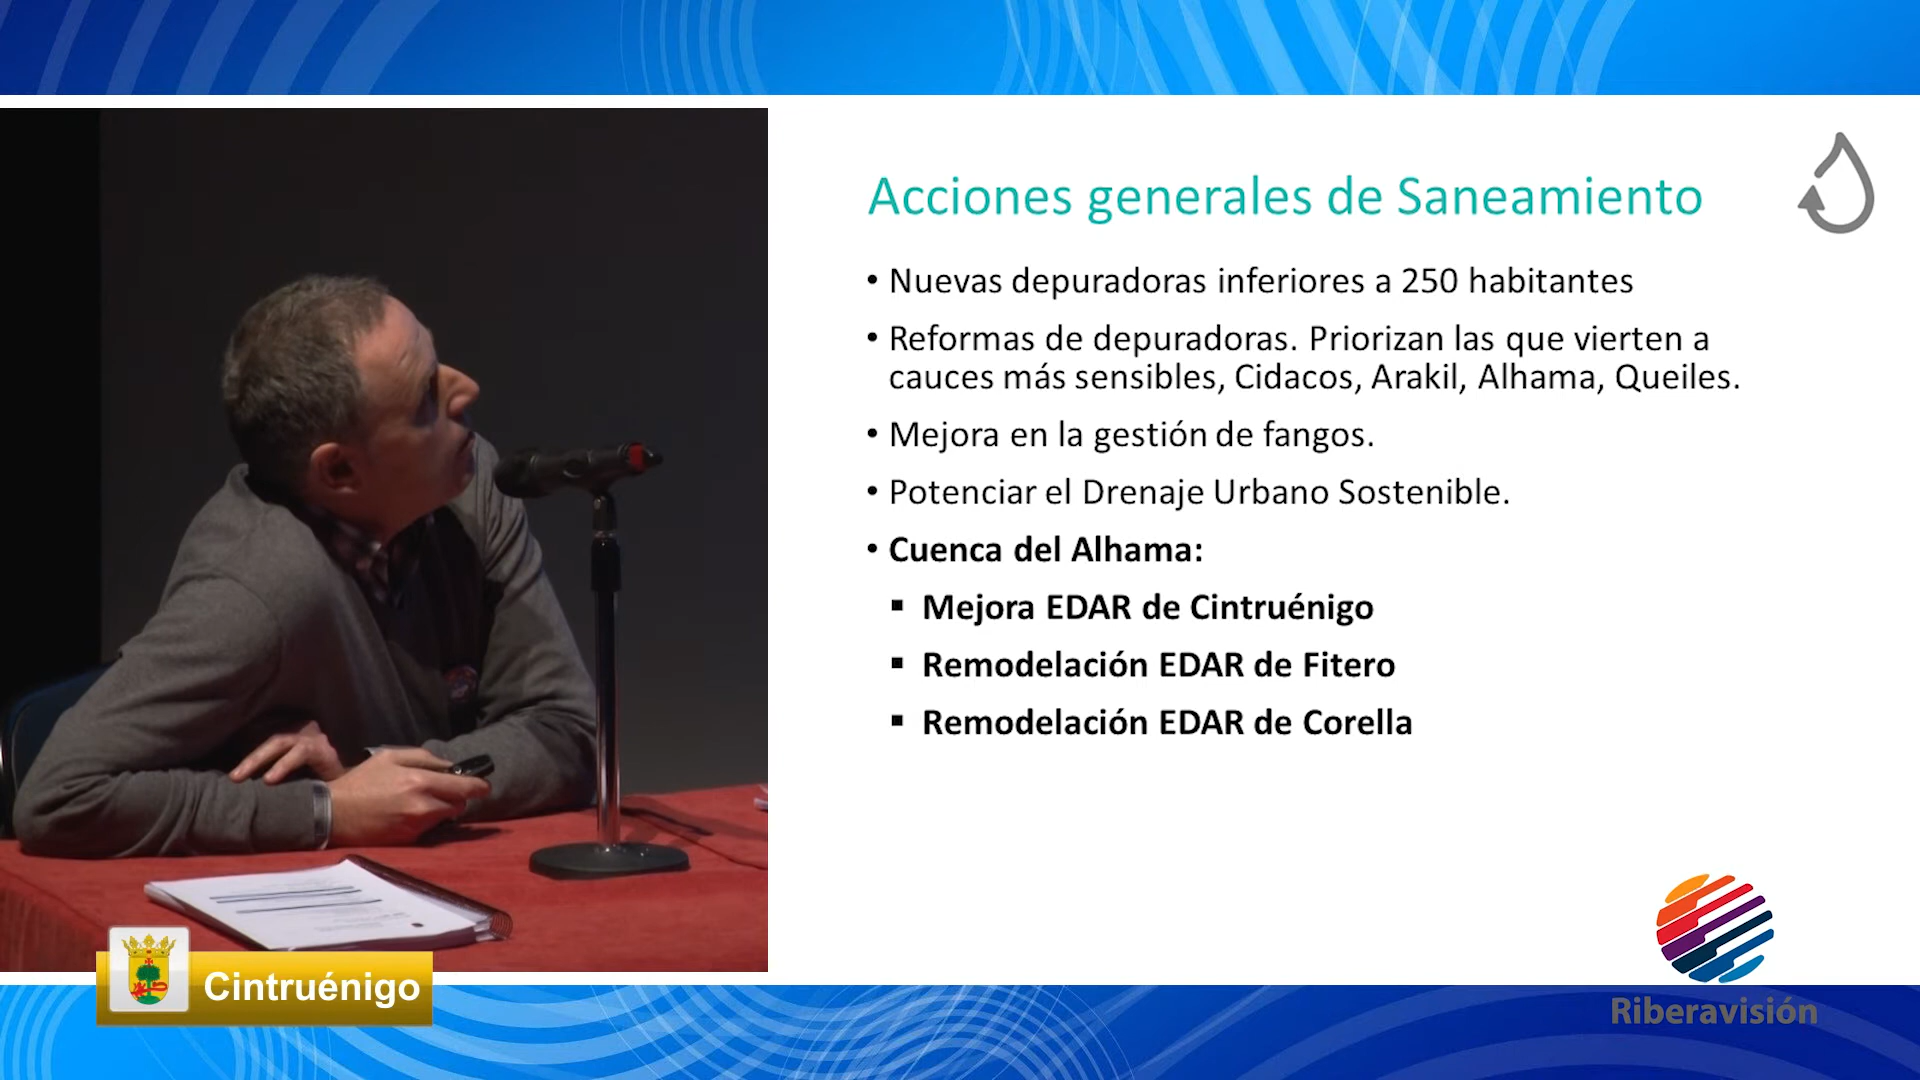 Acciones generales de Saneamiento
• Nuevas depuradoras inferiores a 250 habitantes
• Reformas de depuradoras. Priorizan las que vierten a
cauces más sensibles, Cidacos, Arakil, Alhama, Queiles.
• Mejora en la gestión de fangos.
• Potenciar el Drenaje Urbano Sostenible.
• Cuenca del Alhama:
▪ Mejora EDAR de Cintruénigo
▪ Remodelación EDAR de Fitero
▪ Remodelación EDAR de Corella
Cintruénigo
Riberavisión